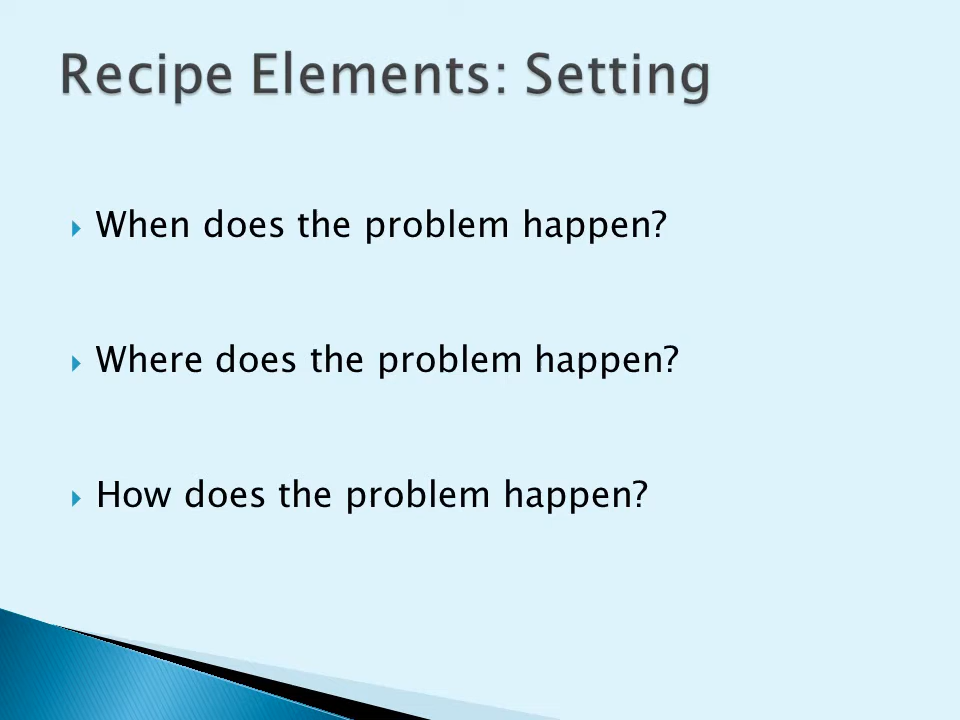 Recipe Elements: Setting
When does the problem happen?
Where does the problem happen?
How does the problem happen?